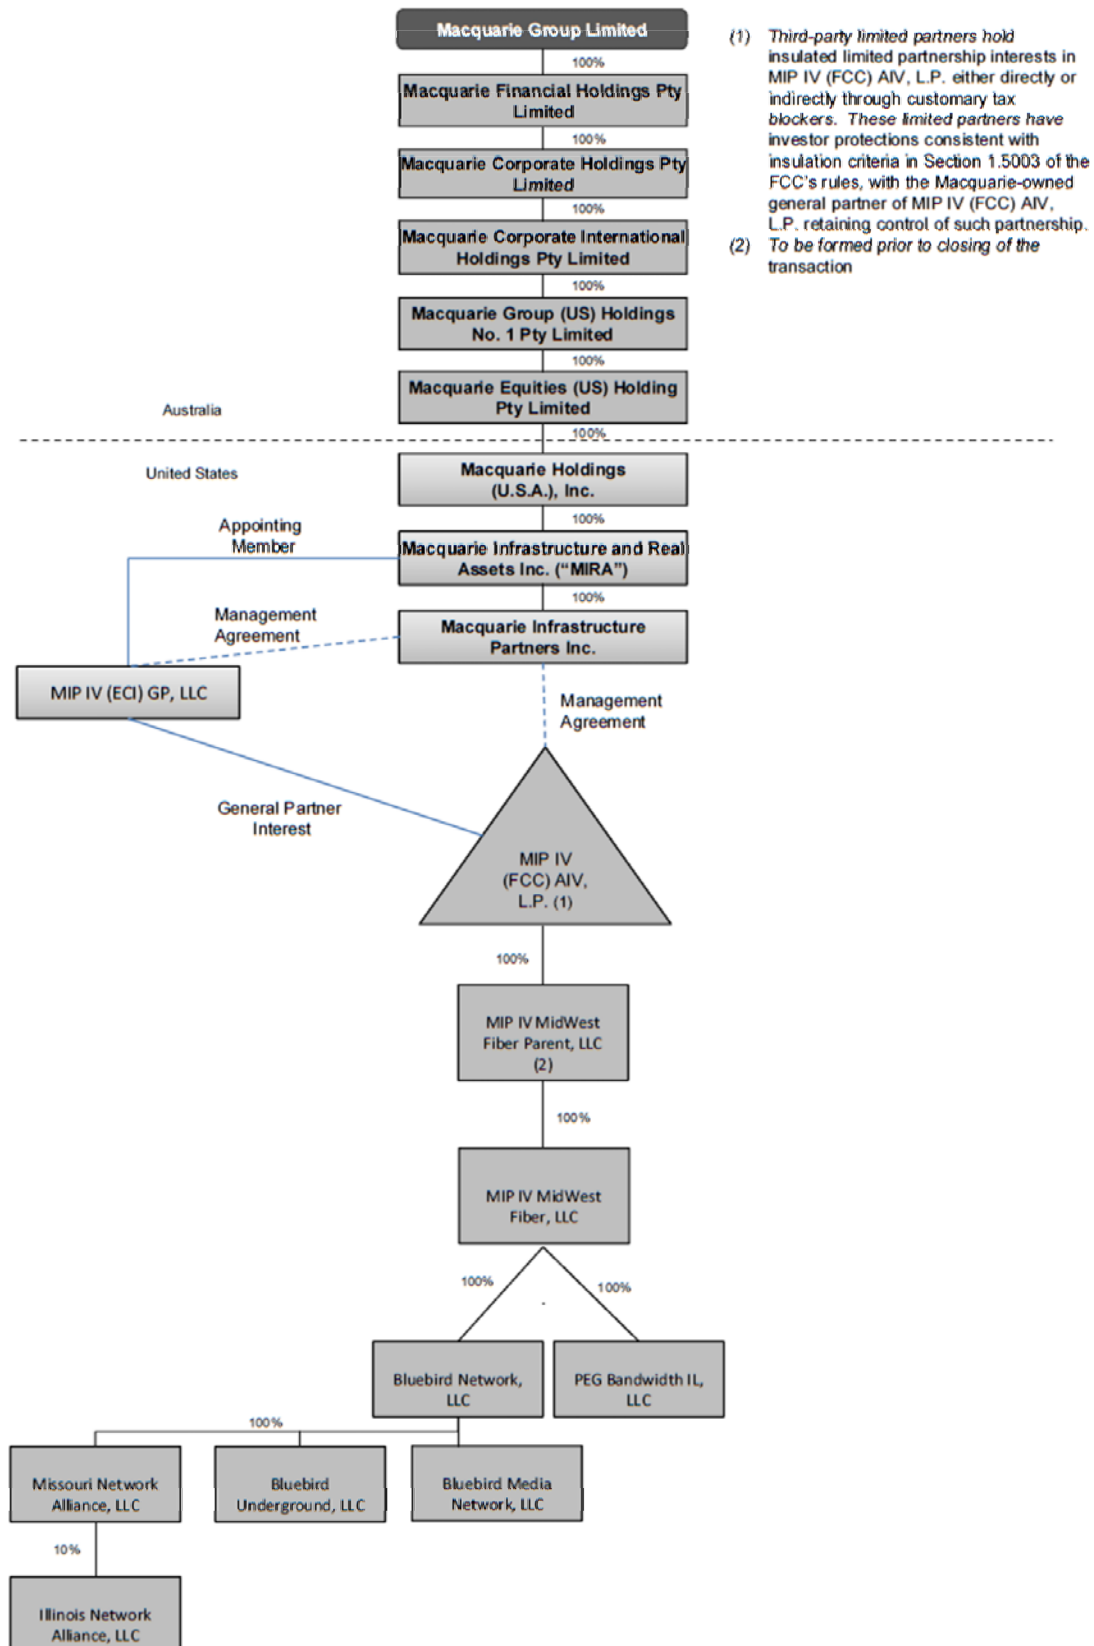 Macquarie Group Limited
100%
Macquarie Financial Holdings Pty
Limited
100%
Macquarie Corporate Holdings Pty
Limited
100%
Macquarie Corporate International
Holdings Pty Limited
100%
Macquarie Group (US) Holdings
No. 1 Pty Limited
100%
Macquarie Equities (US) Holding
Pty Limited
100%
(1) Third-party limited partners hold
insulated limited partnership interests in
MIP IV (FCC) AIV, L.P. either directly or
indirectly through customary tax
blockers. These limited partners have
investor protections consistent with
insulation criteria in Section 1.5003 of the
FCC's rules, with the Macquarie-owned
general partner of MIP IV (FCC) AIV,
L.P. retaining control of such partnership.
(2) To be formed prior to closing of the
transaction
Australia
United States
Macquarie Holdings
(U.S.A.), Inc.
100%
Appointing
Member
Macquarie Infrastructure and Real
Assets Inc. (“MIRA”)
100%
Management
Agreement
Macquarie Infrastructure
Partners Inc.
MIP IV (ECI) GP, LLC
Management
Agreement
General Partner
Interest
MIP IV
(FCC) AIV,
L.P. (1)
100%
MIP IV MidWest
Fiber Parent, LLC
(2)
100%
MIP IV MidWest
Fiber, LLC
100%
100%
Bluebird Network,
LLC
PEG Bandwidth IL,
LLC
100%
Missouri Network
Alliance, LLC
Bluebird
Underground, LLC
Bluebird Media
Network, LLC
10%
Illinois Network
Alliance, LLC